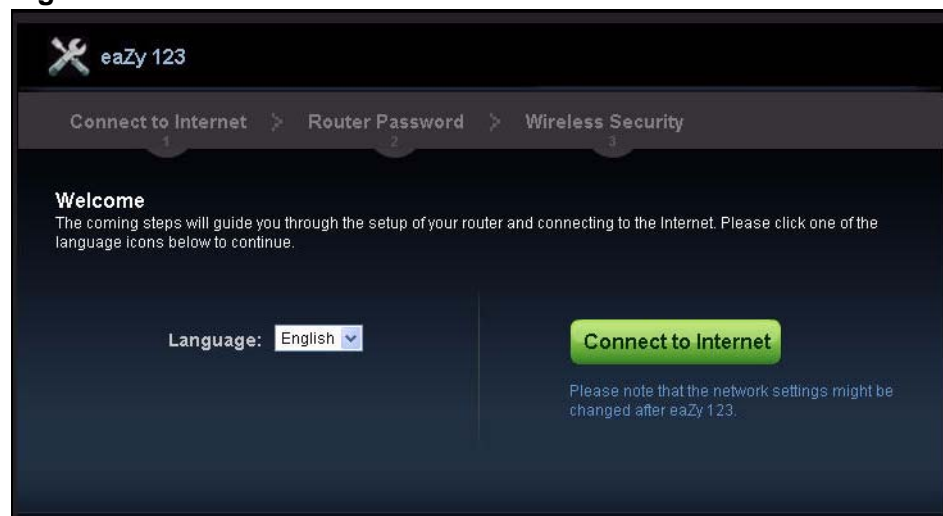 eaZy 123
Connect to Internet > Router Password > Wireless Security
1 2 3
Welcome
The coming steps will guide you through the setup of your router and connecting to the Internet. Please click one of the
language icons below to continue.
Language: English
Connect to Internet
Please note that the network settings might be
changed after eaZy 123.